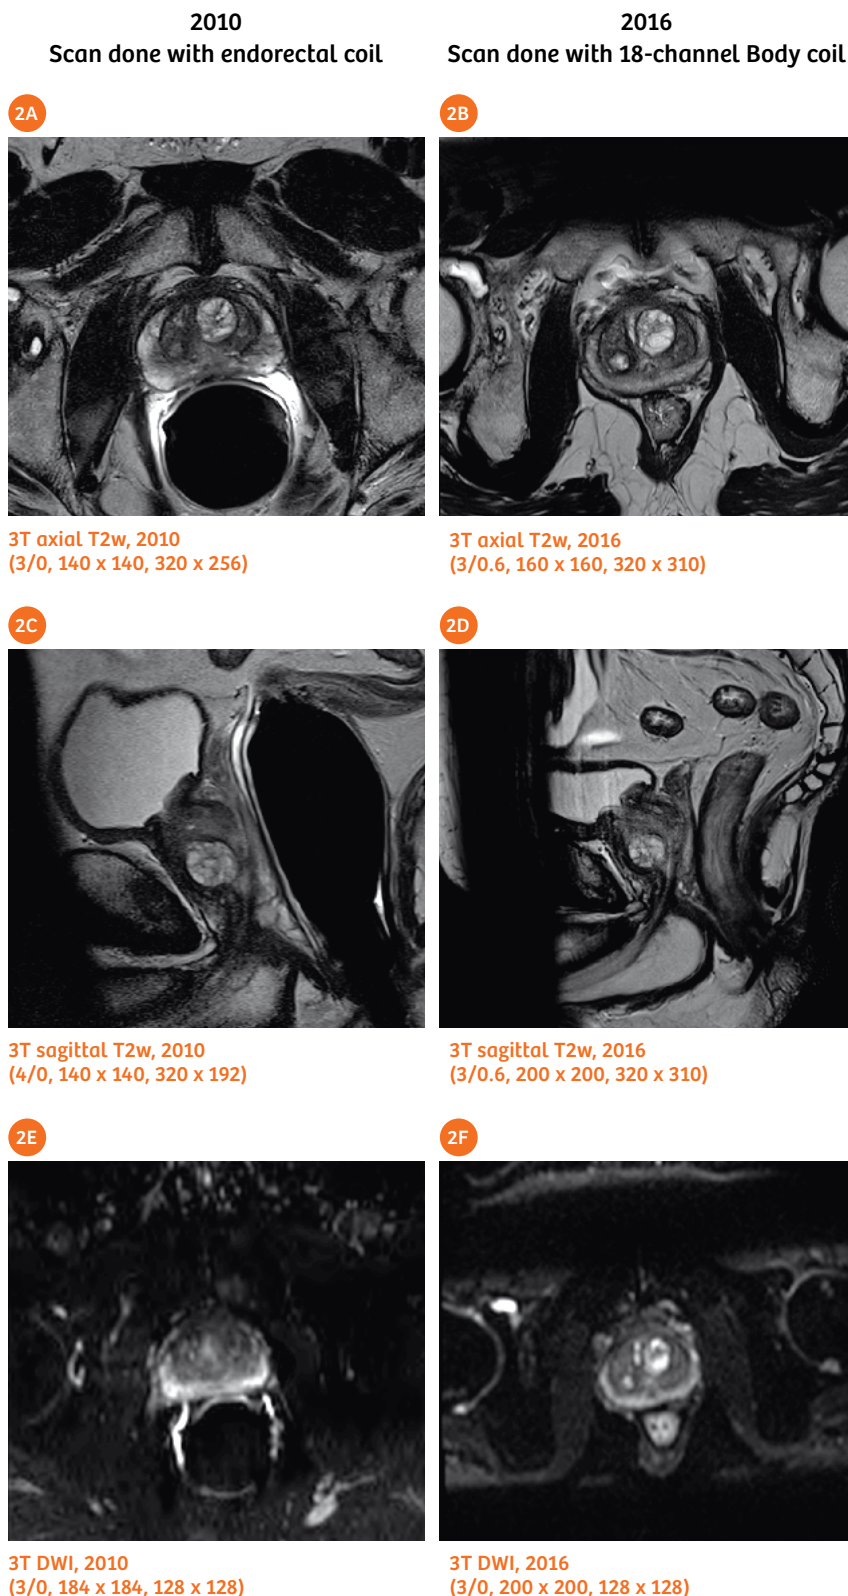 2010
Scan done with endorectal coil
2016
Scan done with 18-channel Body coil
2A
2B
3T axial T2w, 2010
(3/0, 140 x 140, 320 x 256)
3T axial T2w, 2016
(3/0.6, 160 x 160, 320 x 310)
2C
2D
3T sagittal T2w, 2010
(4/0, 140 x 140, 320 x 192)
3T sagittal T2w, 2016
(3/0.6, 200 x 200, 320 x 310)
2E
2F
3T DWI, 2010
(3/0, 184 x 184, 128 x 128)
3T DWI, 2016
(3/0, 200 x 200, 128 x 128)